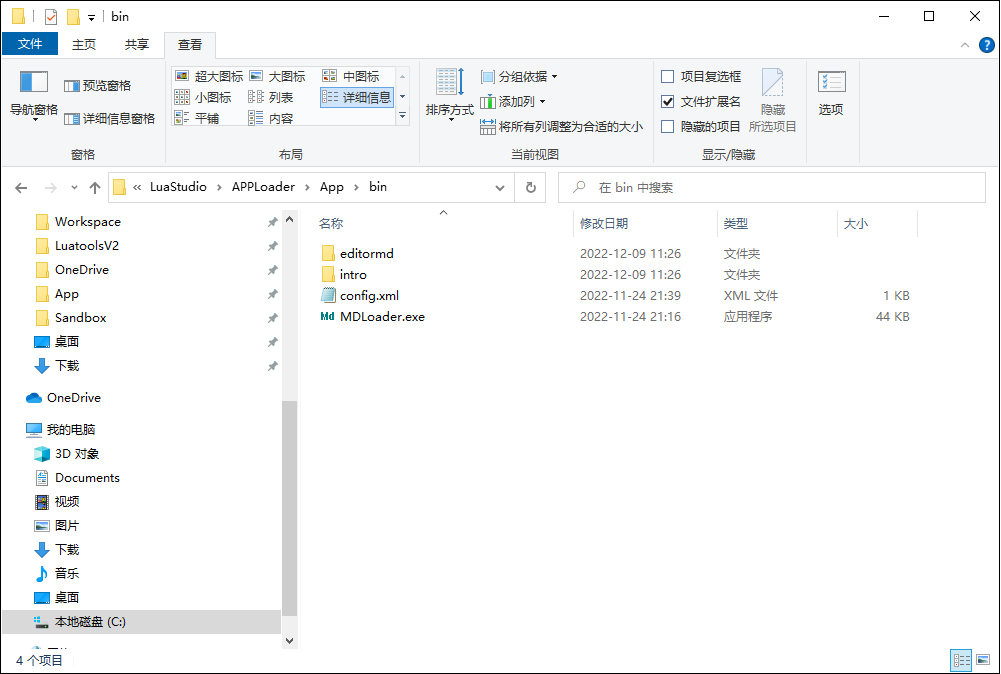 bin
文件 主页 共享 查看
导航窗格 预览窗格 详细信息窗格
窗格
超大图标 大图标 中图标
小图标 列表 详细信息
平铺 内容
布局
排序方式 分组依据
添加列
将所有列调整为合适的大小
当前视图
项目复选框
文件扩展名
隐藏的项目
隐藏
所选项目
显示/隐藏
选项
« LuaStudio › APPLoader › App › bin
在 bin 中搜索
Workspace
LuatoolsV2
OneDrive
App
Sandbox
桌面
下载
OneDrive
我的电脑
3D 对象
Documents
视频
图片
下载
音乐
桌面
本地磁盘 (C:)
名称 修改日期 类型 大小
editormd 2022-12-09 11:26 文件夹
intro 2022-12-09 11:26 文件夹
config.xml 2022-11-24 21:39 XML 文件 1 KB
Md MDLoader.exe 2022-11-24 21:16 应用程序 44 KB
4 个项目